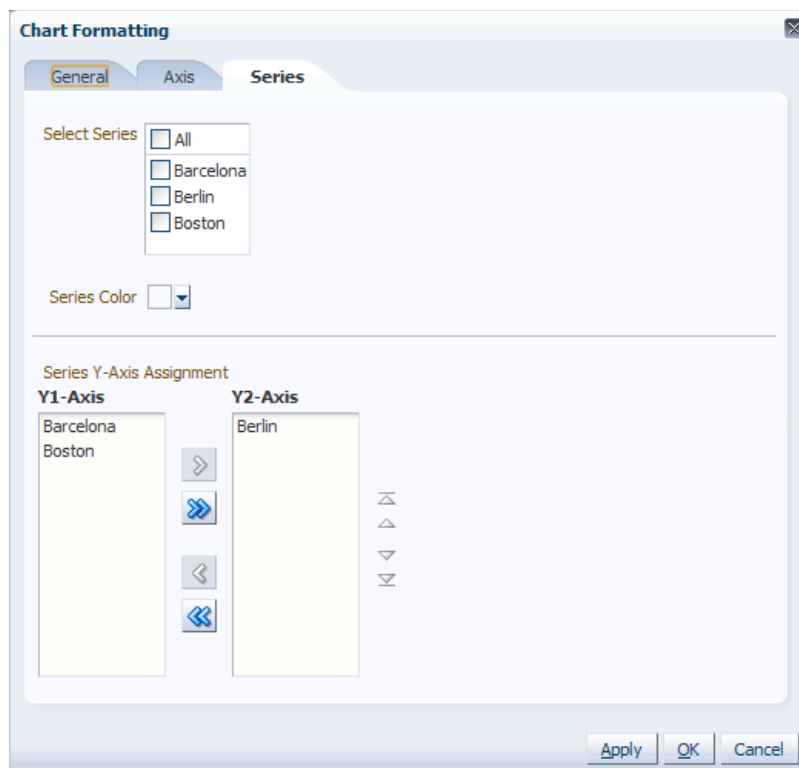 Chart Formatting
General Axis Series
Select Series All
Barcelona
Berlin
Boston
Series Color
Series Y-Axis Assignment
Y1-Axis Y2-Axis
Barcelona Berlin
Boston
Apply OK Cancel